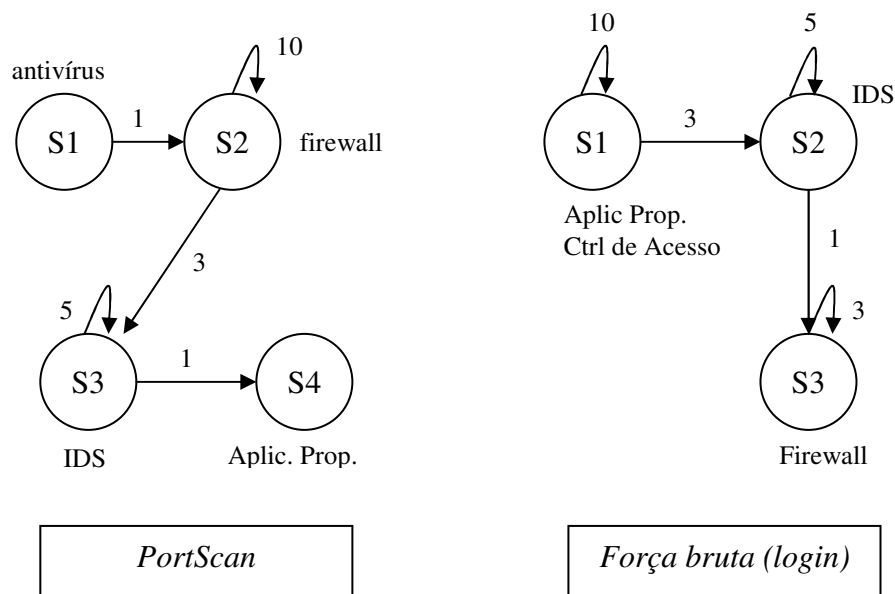 antivírus
10
1
S1
S2
firewall
3
5
1
S3
S4
IDS
Aplic. Prop.
PortScan
10
5
IDS
3
S1
S2
Aplic Prop.
Ctrl de Acesso
1
3
S3
Firewall
Força bruta (login)